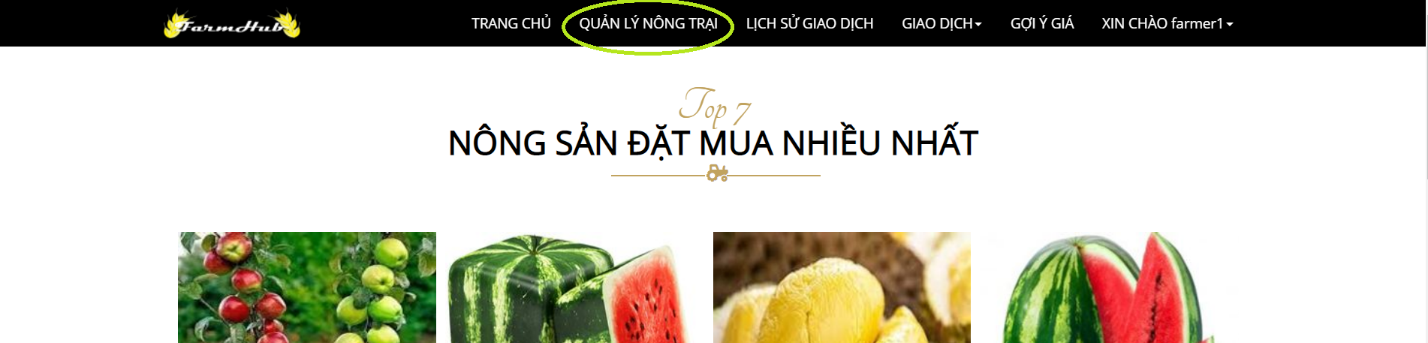 FarmHub
TRANG CHỦ QUẢN LÝ NÔNG TRẠI LỊCH SỬ GIAO DỊCH GIAO DỊCH GỢI Ý GIÁ XIN CHÀO farmer1
Top 7
NÔNG SẢN ĐẶT MUA NHIỀU NHẤT